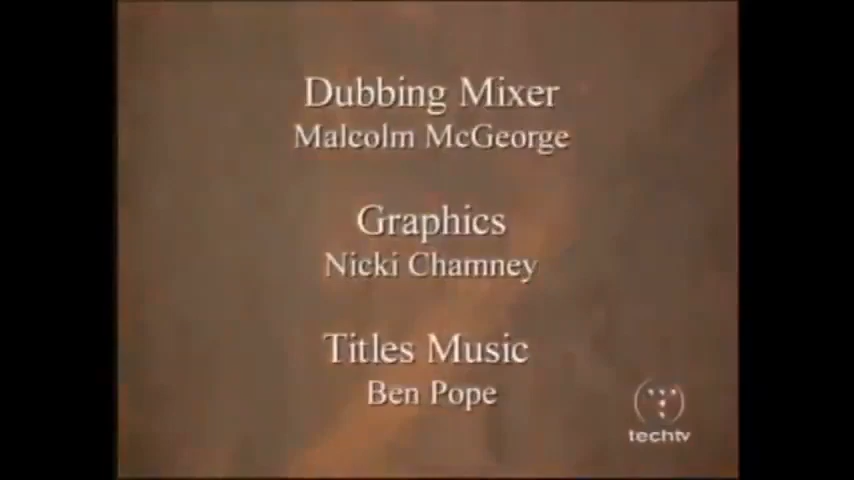 Dubbing Mixer
Malcolm McGeorge
Graphics
Nicki Chamney
Titles Music
Ben Pope
techtv